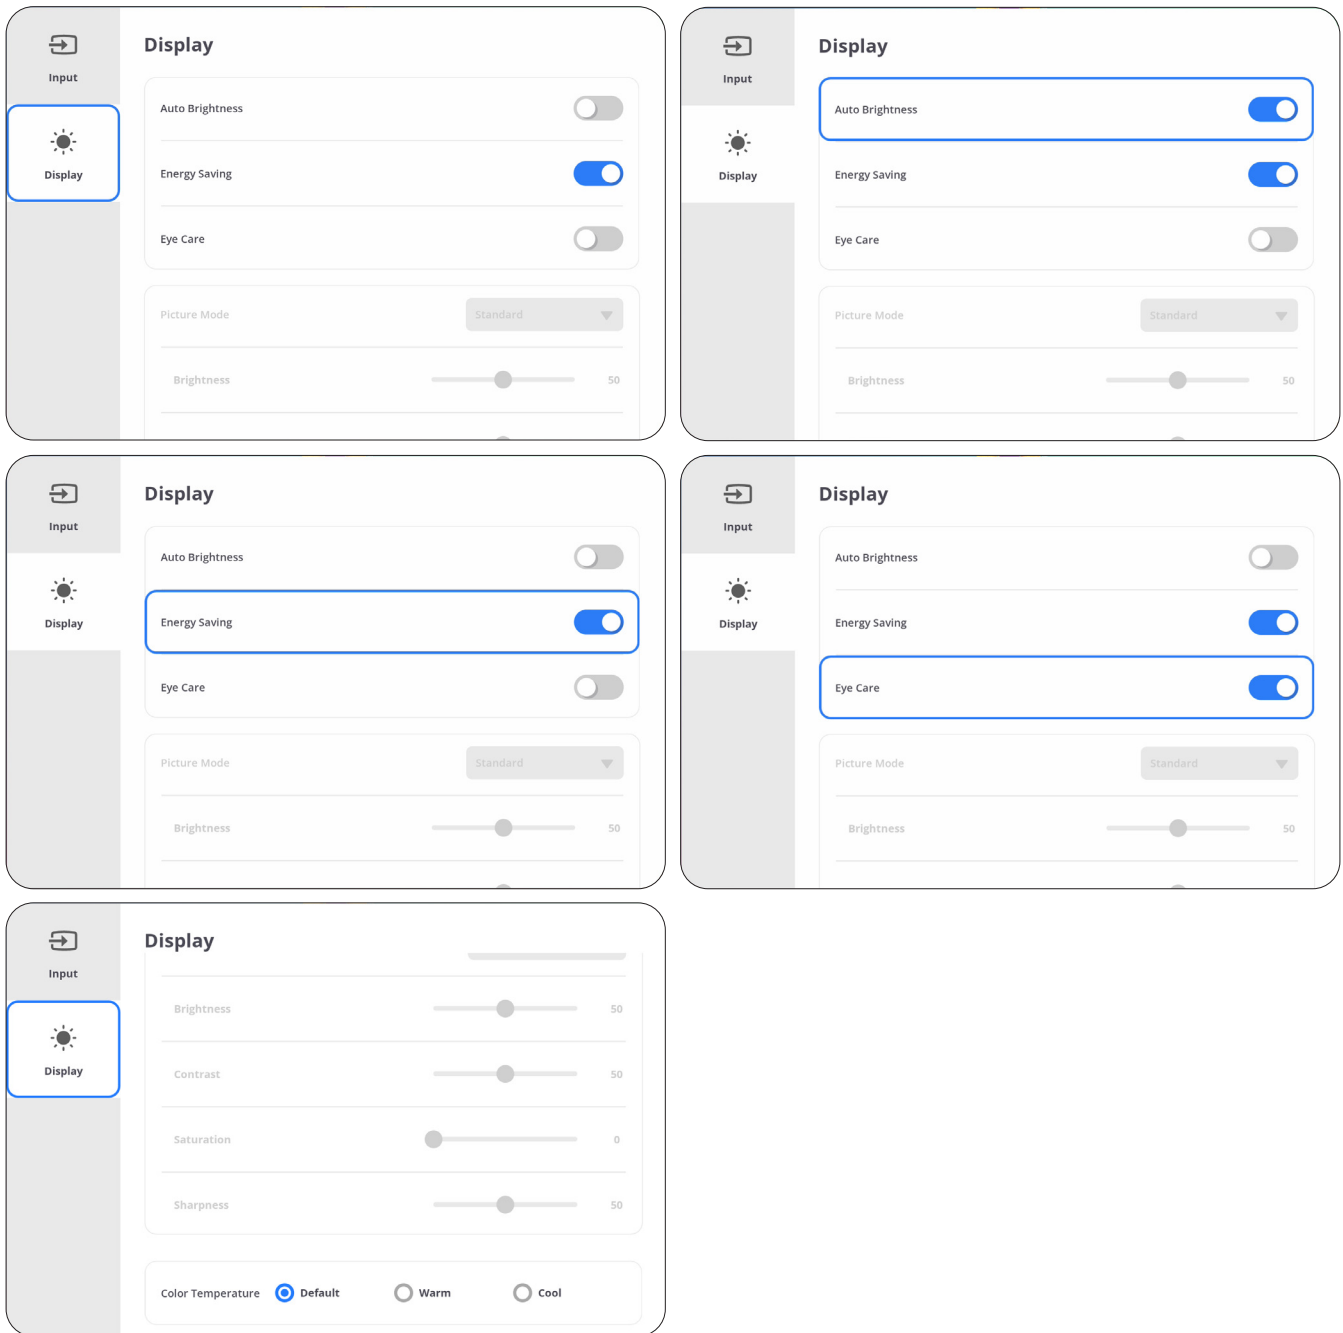 Input
Display
Display
Auto Brightness
Energy Saving
Eye Care
Picture Mode Standard
Brightness 50
Input
Display
Display
Auto Brightness
Energy Saving
Eye Care
Picture Mode Standard
Brightness 50
Input
Display
Display
Auto Brightness
Energy Saving
Eye Care
Picture Mode Standard
Brightness 50
Input
Display
Display
Auto Brightness
Energy Saving
Eye Care
Picture Mode Standard
Brightness 50
Input
Display
Display
Brightness 50
Contrast 50
Saturation 0
Sharpness 50
Color Temperature Default Warm Cool